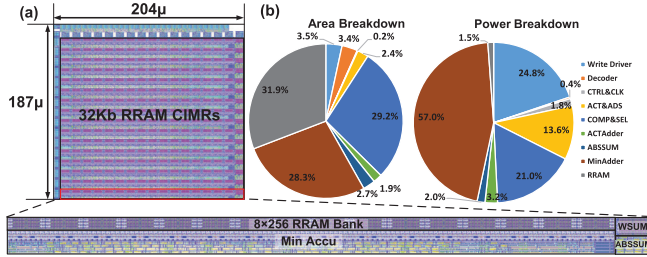 (a)
204μ
187μ
32Kb RRAM CIMRs
(b)
Area Breakdown
3.5%
3.4%
0.2%
2.4%
29.2%
1.9%
2.7%
28.3%
31.9%
Power Breakdown
1.5%
24.8%
0.4%
1.8%
13.6%
21.0%
3.2%
2.0%
57.0%
Write Driver
Decoder
CTRL&CLK
ACT&ADS
COMP&SEL
ACTAdder
ABSSUM
MinAdder
RRAM
8×256 RRAM Bank
WSUM
Min Accu
ABSSUM